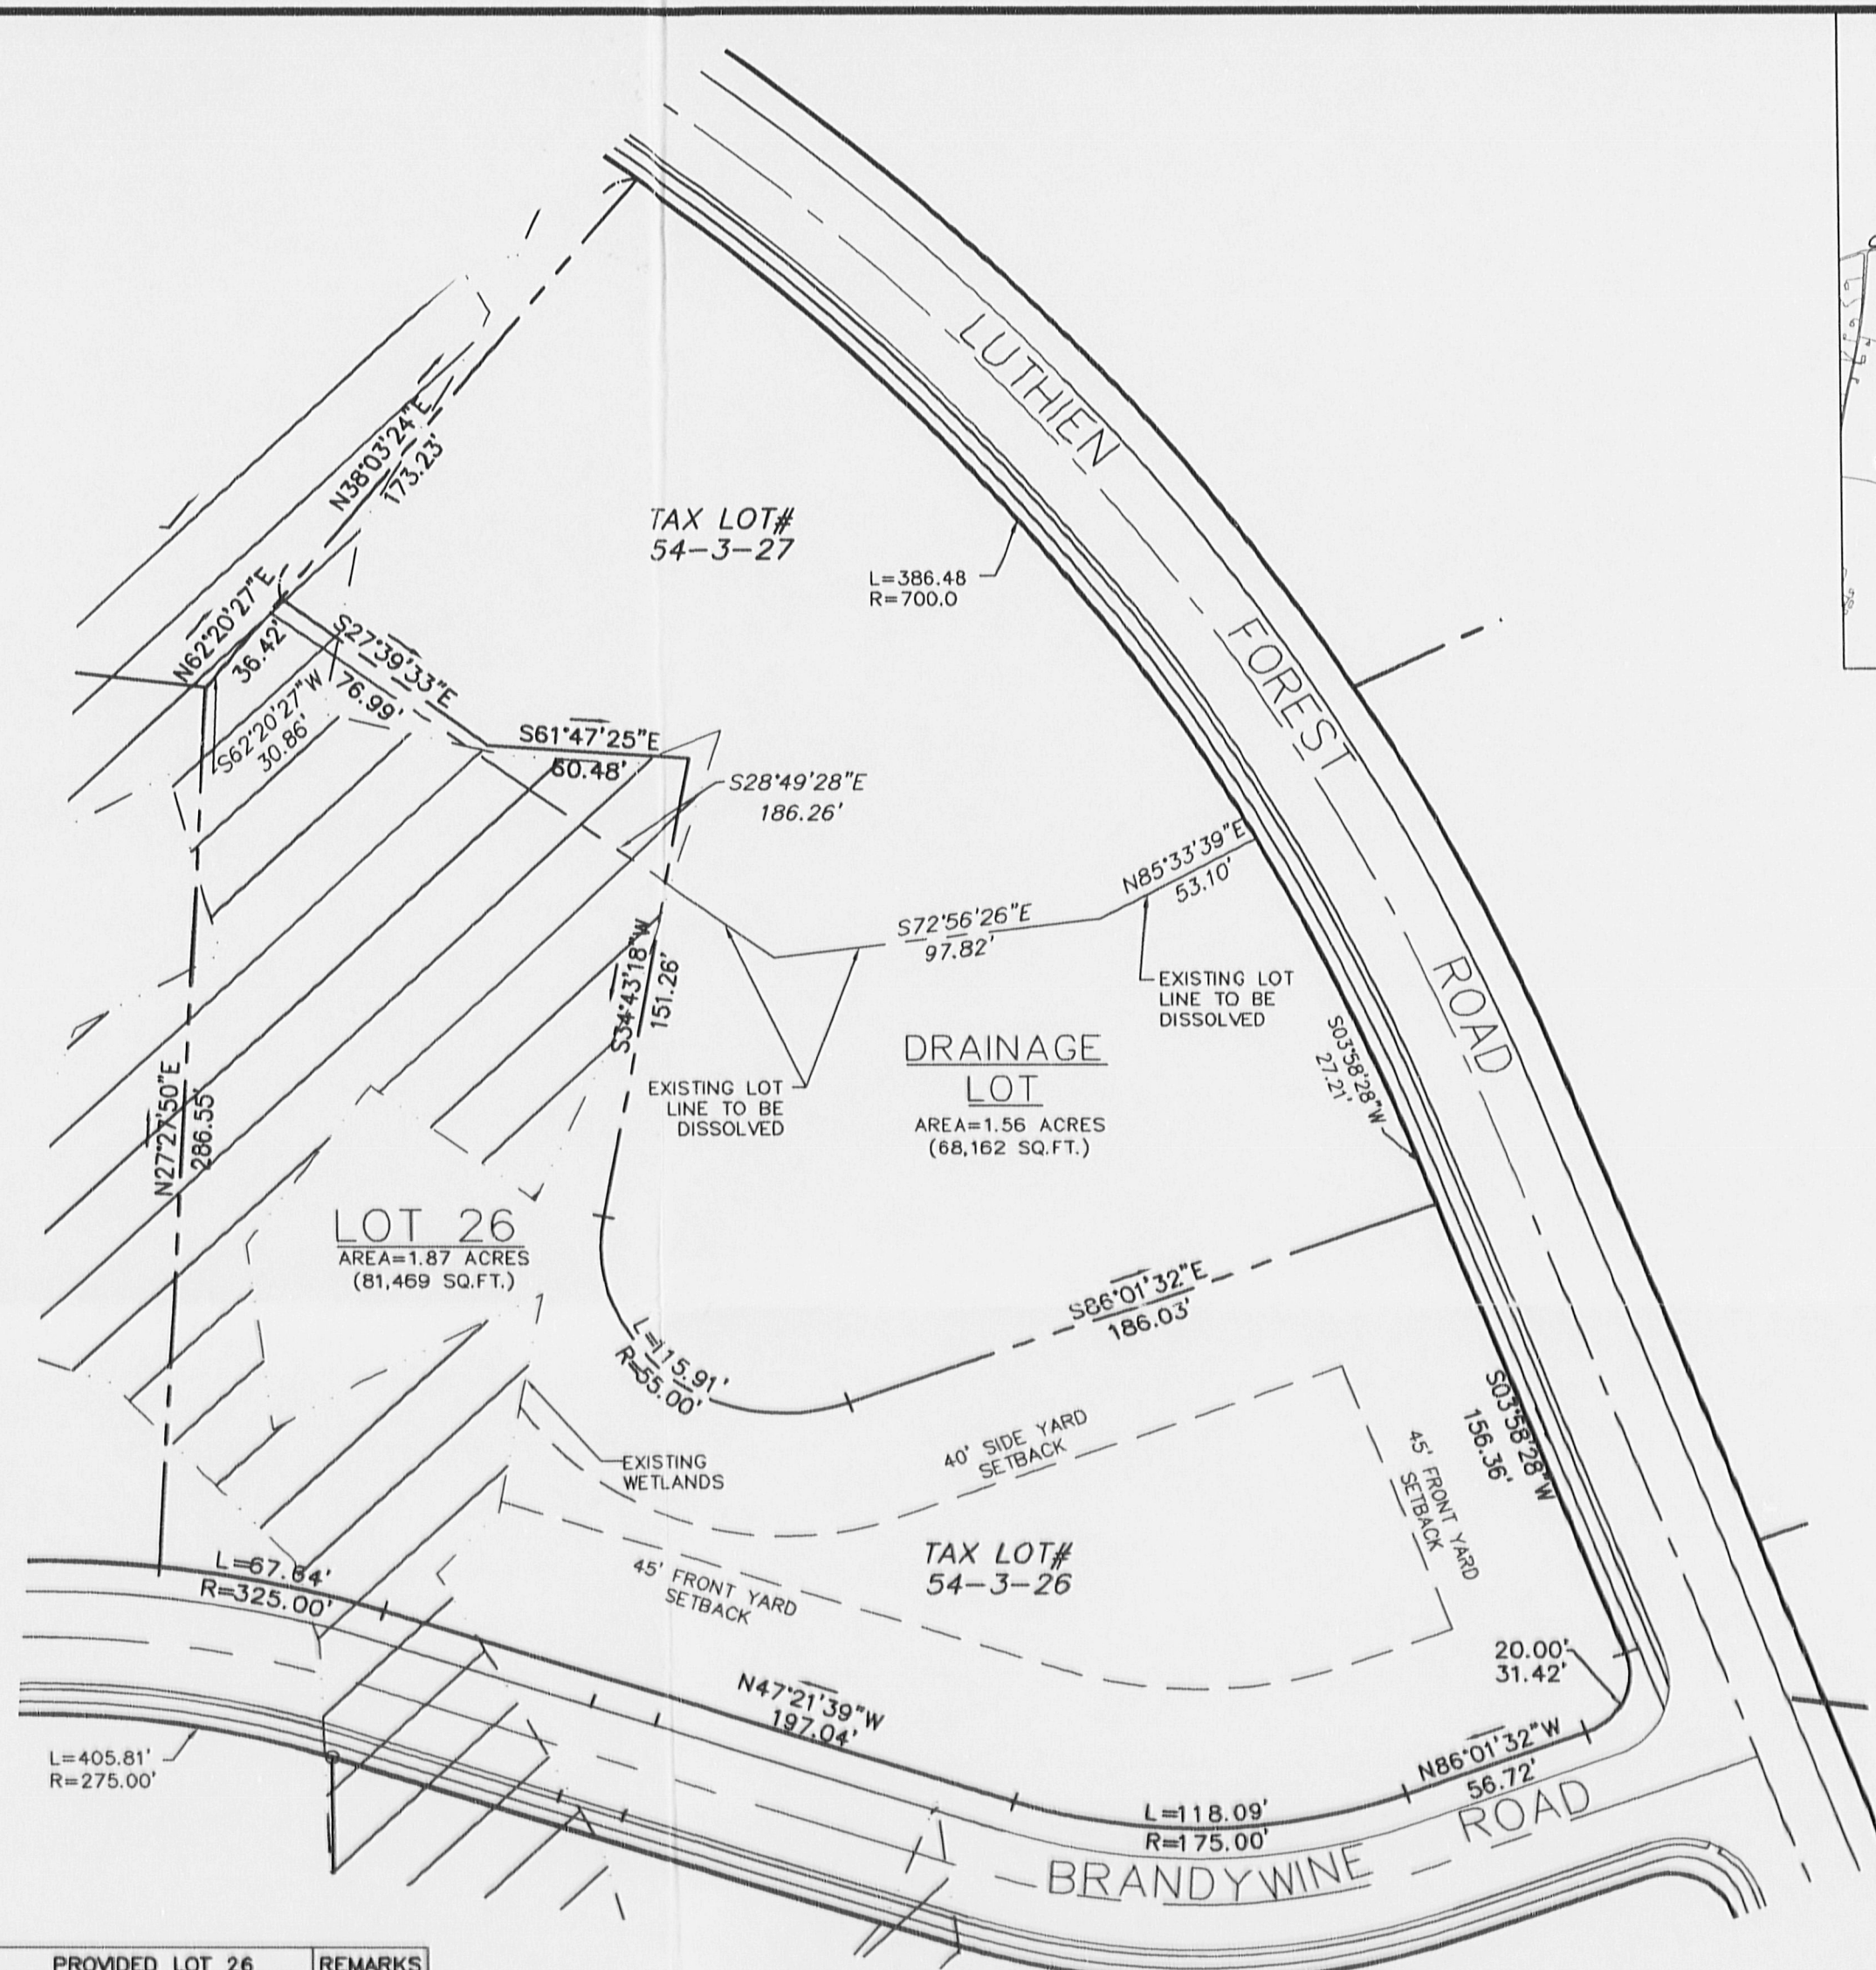 LUTHIEN
FOREST
ROAD
N38°03'24"E
173.23'
TAX LOT#
54-3-27
L=386.48
R=700.0
N62°20'27"E
36.42'
S27°39'33"E
76.99'
S62°20'27"W
30.86'
S61°47'25"E
60.48'
S28°49'28"E
186.26'
N85°33'39"E
53.10'
S72°56'26"E
97.82'
EXISTING LOT
LINE TO BE
DISSOLVED
S34°43'18"W
151.26'
DRAINAGE
LOT
AREA=1.56 ACRES
(68,162 SQ.FT.)
S03°58'28"W
27.21'
EXISTING LOT
LINE TO BE
DISSOLVED
N27°27'50"E
286.55'
LOT 26
AREA=1.87 ACRES
(81,469 SQ.FT.)
S86°01'32"E
186.03'
L=115.91'
R=55.00'
S03°58'28"W
156.36'
40' SIDE YARD
SETBACK
45' FRONT YARD
SETBACK
EXISTING
WETLANDS
TAX LOT#
54-3-26
L=67.64'
R=325.00'
45' FRONT YARD
SETBACK
20.00'
31.42'
N47°21'39"W
197.04'
N86°01'32"W
56.72'
L=405.81'
R=275.00'
L=118.09'
R=175.00'
BRANDYWINE
ROAD
PROVIDED LOT 26
REMARKS